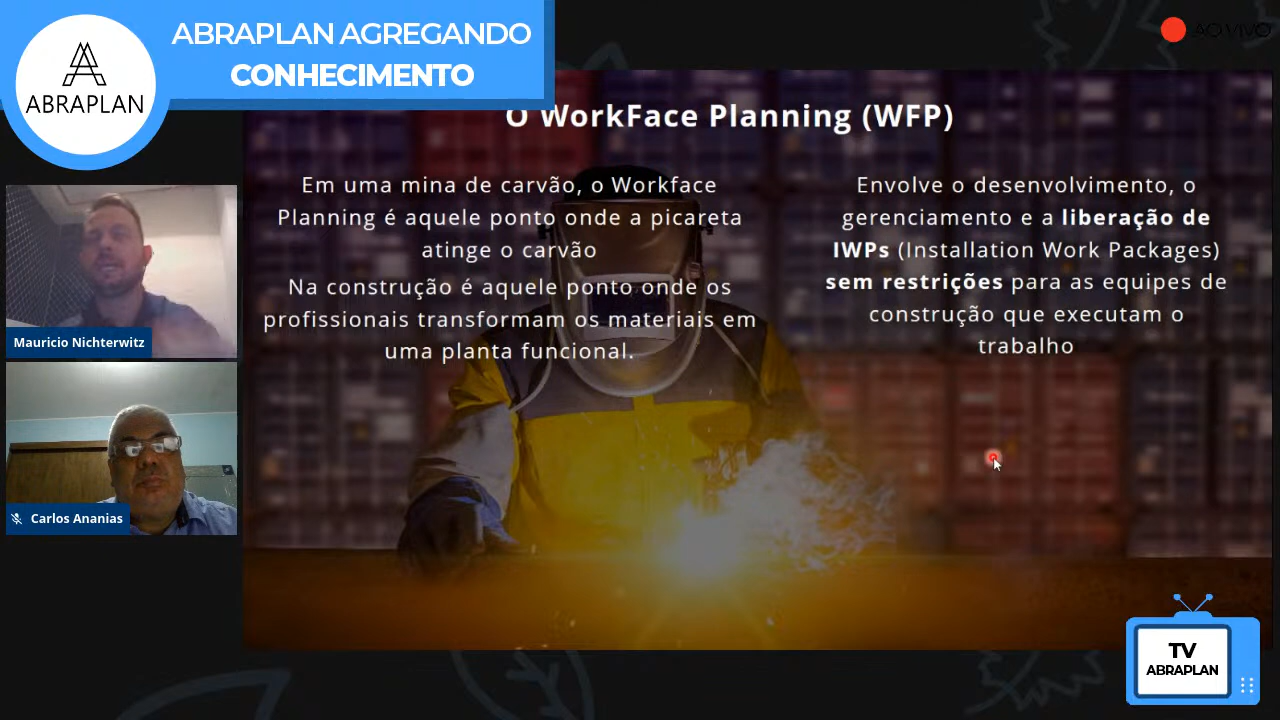 ABRAPLAN AGREGANDO
CONHECIMENTO
ABRAPLAN
AO VIVO
O WorkFace Planning (WFP)
Em uma mina de carvão, o Workface
Planning é aquele ponto onde a picareta
atinge o carvão
Na construção é aquele ponto onde os
profissionais transformam os materiais em
uma planta funcional.
Envolve o desenvolvimento, o
gerenciamento e a liberação de
IWPs (Installation Work Packages)
sem restrições para as equipes de
construção que executam o
trabalho
Mauricio Nichterwitz
Carlos Ananias
TV
ABRAPLAN